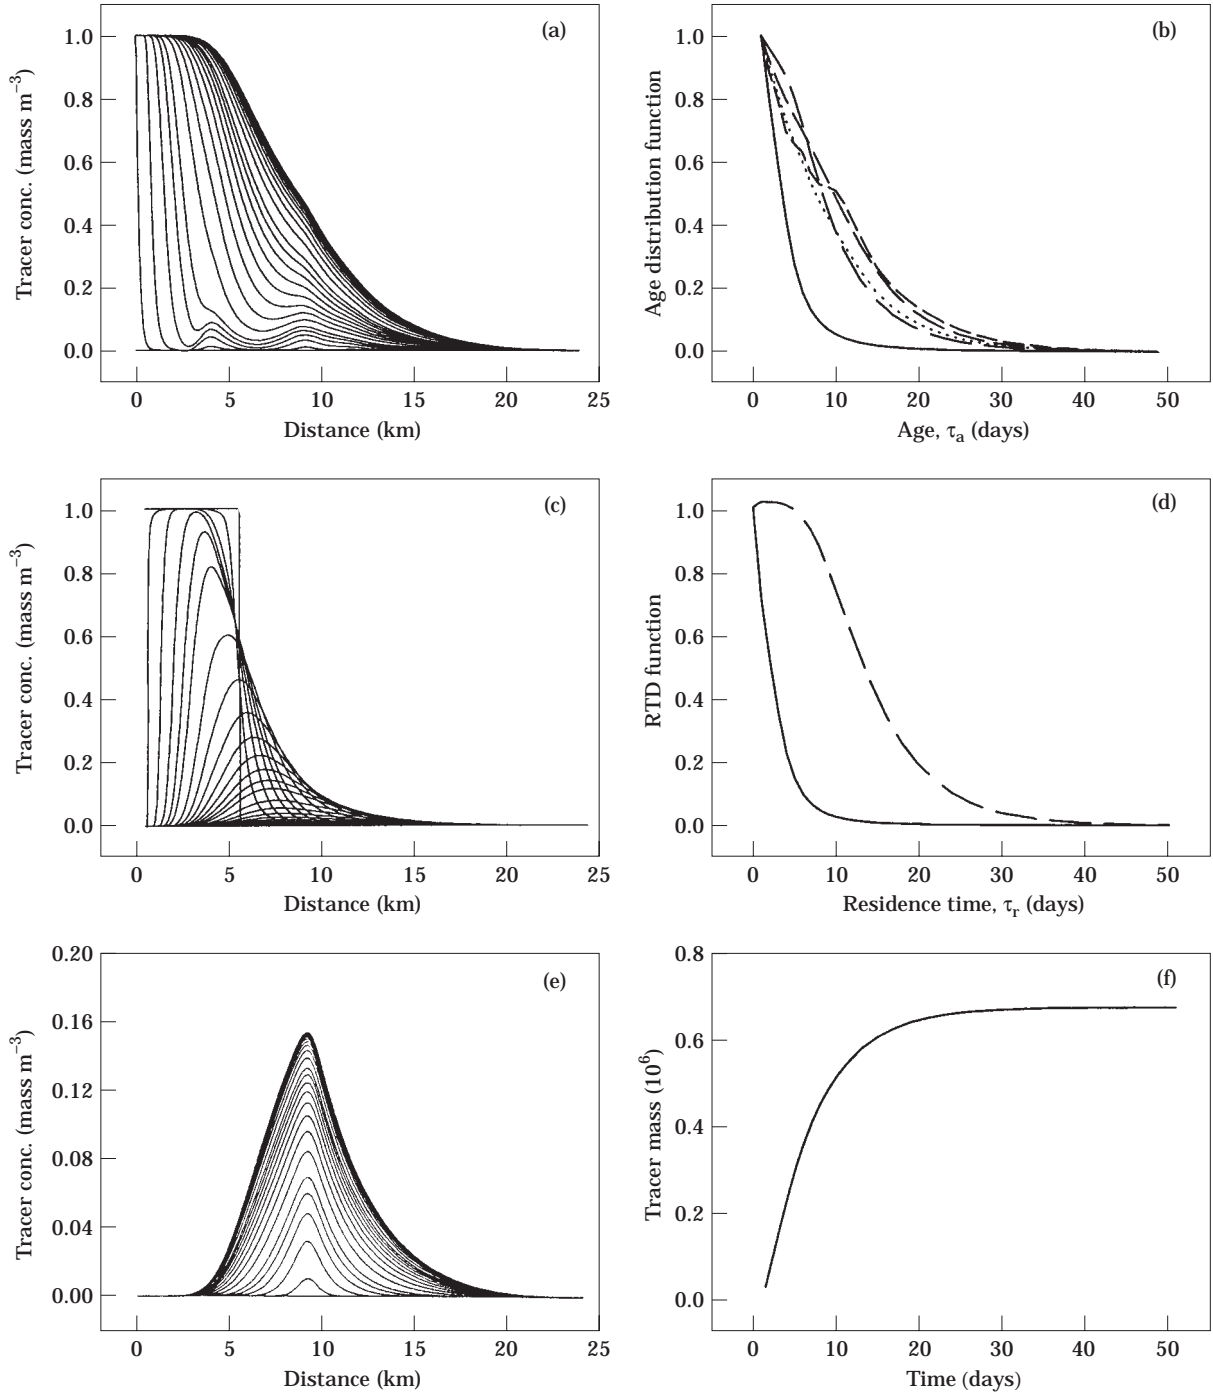 (a)
Tracer conc. (mass m⁻³)
1.0
0.8
0.6
0.4
0.2
0.0
0 5 10 15 20 25
Distance (km)
(b)
Age distribution function
1.0
0.8
0.6
0.4
0.2
0.0
0 10 20 30 40 50
Age, τₐ (days)
(c)
Tracer conc. (mass m⁻³)
1.0
0.8
0.6
0.4
0.2
0.0
0 5 10 15 20 25
Distance (km)
(d)
RTD function
1.0
0.8
0.6
0.4
0.2
0.0
0 10 20 30 40 50
Residence time, τᵣ (days)
(e)
Tracer conc. (mass m⁻³)
0.20
0.16
0.12
0.08
0.04
0.00
0 5 10 15 20 25
Distance (km)
(f)
Tracer mass (10⁶)
0.8
0.6
0.4
0.2
0.0
0 10 20 30 40 50
Time (days)